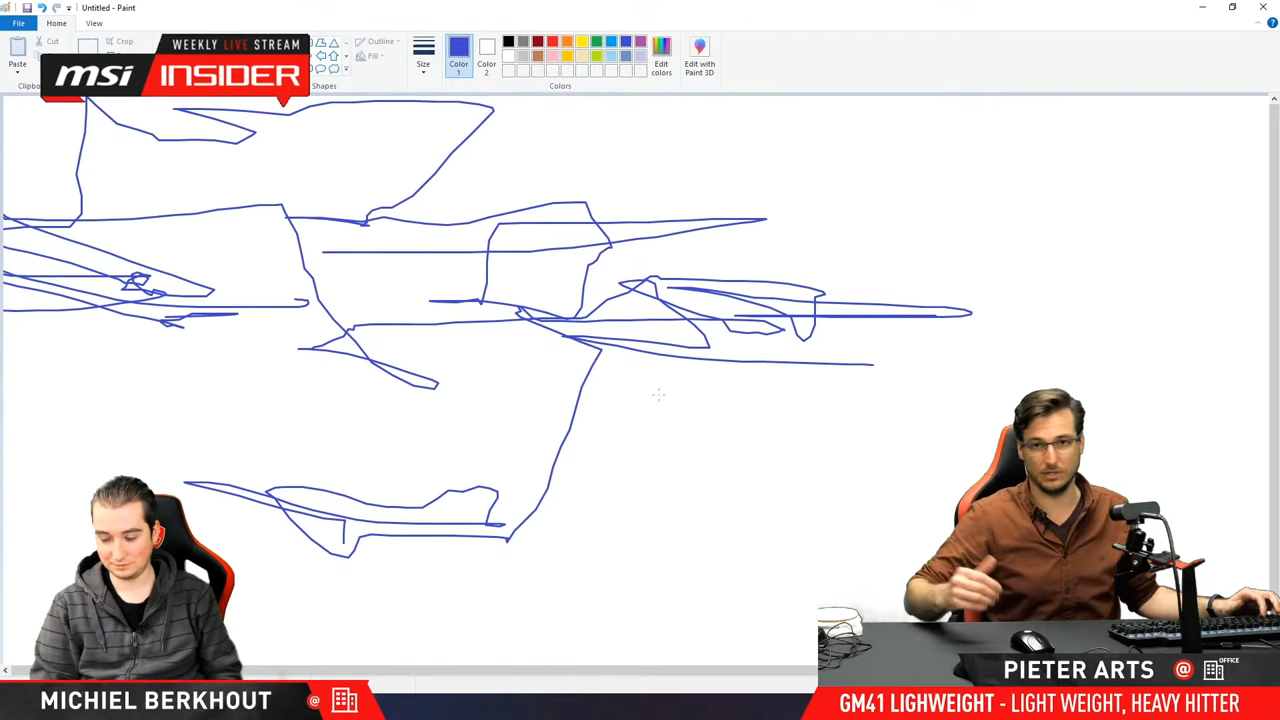 Untitled - Paint
File
Home
View
Cut
Crop
Paste
Outline
Fill
Size
Color 1
Color 2
Edit colors
Edit with Paint 3D
Shapes
Colors
WEEKLY LIVE STREAM
msi INSIDER
MICHIEL BERKHOUT @
PIETER ARTS @ OFFICE
GM41 LIGHWEIGHT - LIGHT WEIGHT, HEAVY HITTER